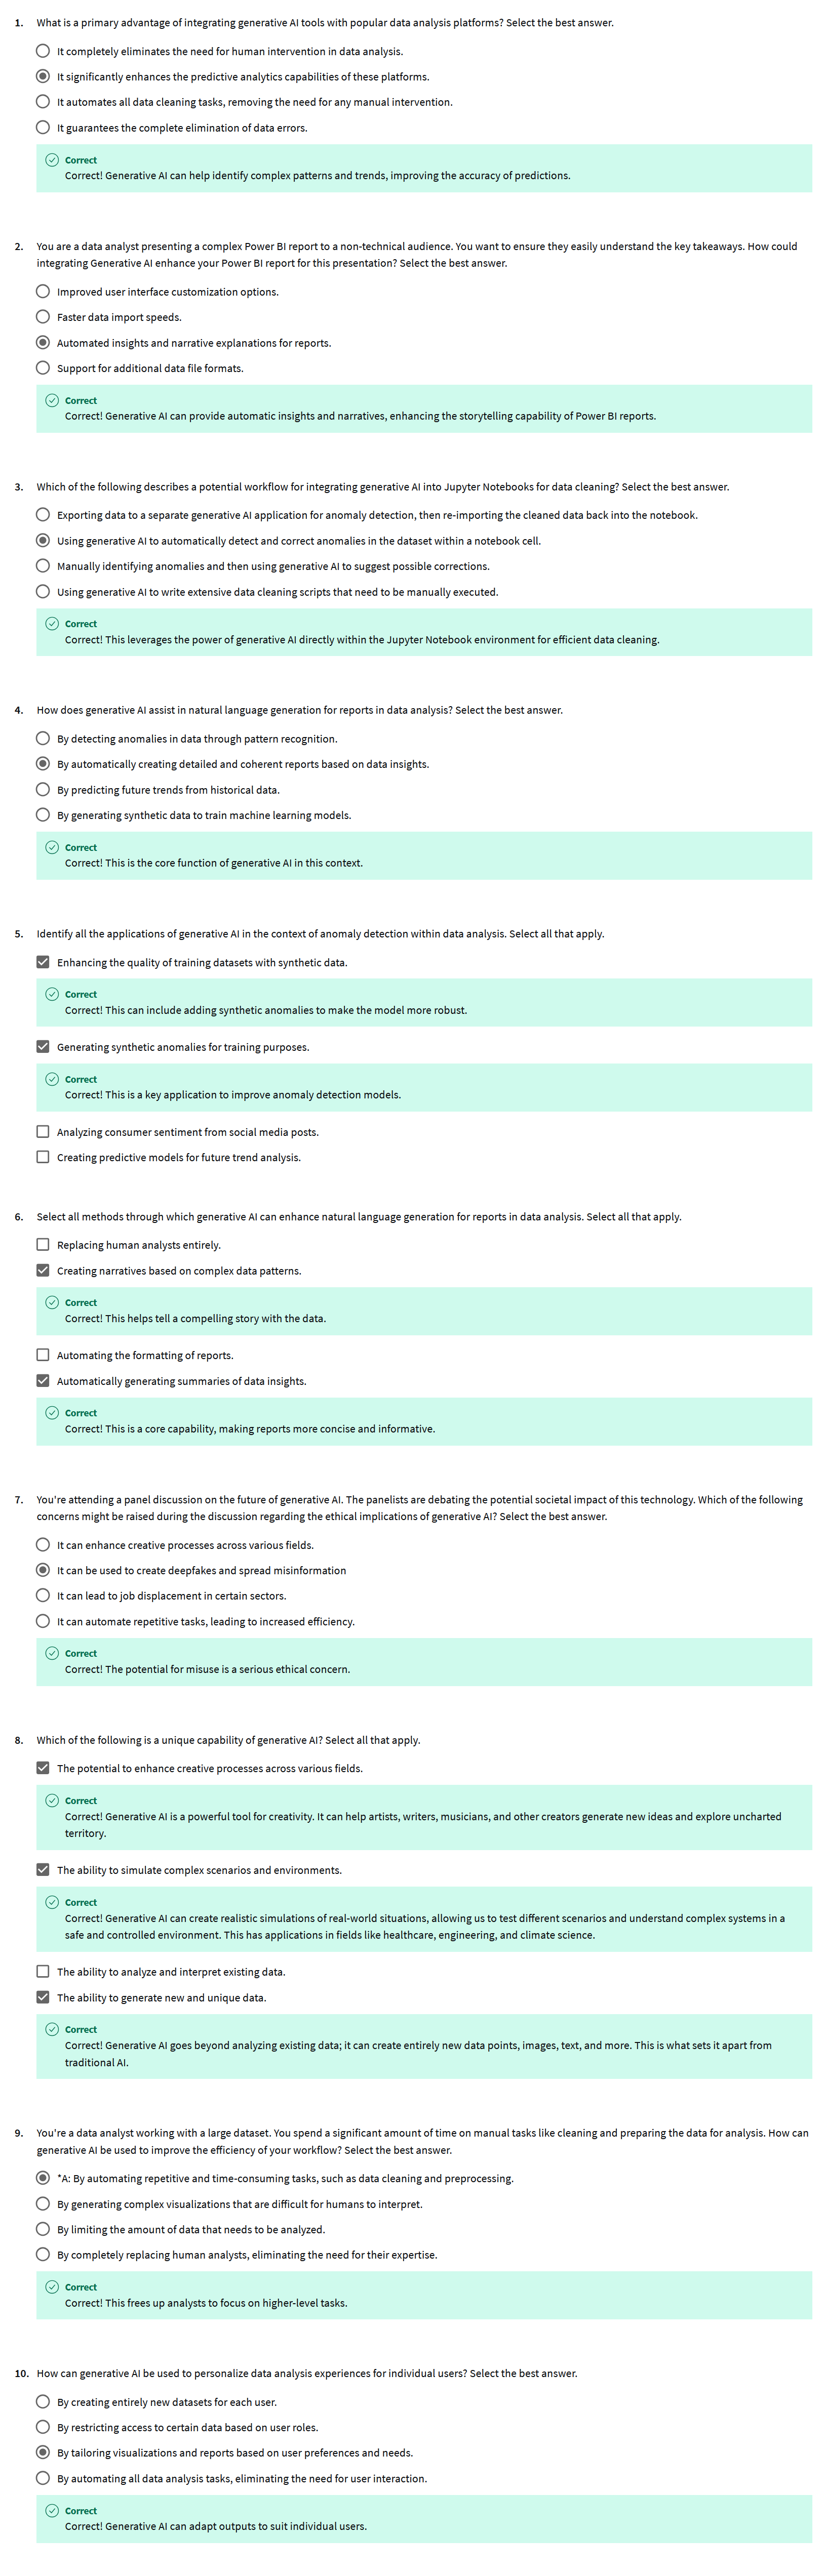 1. What is a primary advantage of integrating generative AI tools with popular data analysis platforms? Select the best answer.
It completely eliminates the need for human intervention in data analysis.
It significantly enhances the predictive analytics capabilities of these platforms.
It automates all data cleaning tasks, removing the need for any manual intervention.
It guarantees the complete elimination of data errors.
Correct
Correct! Generative AI can help identify complex patterns and trends, improving the accuracy of predictions.
2. You are a data analyst presenting a complex Power BI report to a non-technical audience. You want to ensure they easily understand the key takeaways. How could
integrating Generative AI enhance your Power BI report for this presentation? Select the best answer.
Improved user interface customization options.
Faster data import speeds.
Automated insights and narrative explanations for reports.
Support for additional data file formats.
Correct
Correct! Generative AI can provide automatic insights and narratives, enhancing the storytelling capability of Power BI reports.
3. Which of the following describes a potential workflow for integrating generative AI into Jupyter Notebooks for data cleaning? Select the best answer.
Exporting data to a separate generative AI application for anomaly detection, then re-importing the cleaned data back into the notebook.
Using generative AI to automatically detect and correct anomalies in the dataset within a notebook cell.
Manually identifying anomalies and then using generative AI to suggest possible corrections.
Using generative AI to write extensive data cleaning scripts that need to be manually executed.
Correct
Correct! This leverages the power of generative AI directly within the Jupyter Notebook environment for efficient data cleaning.
4. How does generative AI assist in natural language generation for reports in data analysis? Select the best answer.
By detecting anomalies in data through pattern recognition.
By automatically creating detailed and coherent reports based on data insights.
By predicting future trends from historical data.
By generating synthetic data to train machine learning models.
Correct
Correct! This is the core function of generative AI in this context.
5. Identify all the applications of generative AI in the context of anomaly detection within data analysis. Select all that apply.
Enhancing the quality of training datasets with synthetic data.
Correct
Correct! This can include adding synthetic anomalies to make the model more robust.
Generating synthetic anomalies for training purposes.
Correct
Correct! This is a key application to improve anomaly detection models.
Analyzing consumer sentiment from social media posts.
Creating predictive models for future trend analysis.
6. Select all methods through which generative AI can enhance natural language generation for reports in data analysis. Select all that apply.
Replacing human analysts entirely.
Creating narratives based on complex data patterns.
Correct
Correct! This helps tell a compelling story with the data.
Automating the formatting of reports.
Automatically generating summaries of data insights.
Correct
Correct! This is a core capability, making reports more concise and informative.
7. You're attending a panel discussion on the future of generative AI. The panelists are debating the potential societal impact of this technology. Which of the following
concerns might be raised during the discussion regarding the ethical implications of generative AI? Select the best answer.
It can enhance creative processes across various fields.
It can be used to create deepfakes and spread misinformation
It can lead to job displacement in certain sectors.
It can automate repetitive tasks, leading to increased efficiency.
Correct
Correct! The potential for misuse is a serious ethical concern.
8. Which of the following is a unique capability of generative AI? Select all that apply.
The potential to enhance creative processes across various fields.
Correct
Correct! Generative AI is a powerful tool for creativity. It can help artists, writers, musicians, and other creators generate new ideas and explore uncharted
territory.
The ability to simulate complex scenarios and environments.
Correct
Correct! Generative AI can create realistic simulations of real-world situations, allowing us to test different scenarios and understand complex systems in a
safe and controlled environment. This has applications in fields like healthcare, engineering, and climate science.
The ability to analyze and interpret existing data.
The ability to generate new and unique data.
Correct
Correct! Generative AI goes beyond analyzing existing data; it can create entirely new data points, images, text, and more. This is what sets it apart from
traditional AI.
9. You're a data analyst working with a large dataset. You spend a significant amount of time on manual tasks like cleaning and preparing the data for analysis. How can
generative AI be used to improve the efficiency of your workflow? Select the best answer.
*A: By automating repetitive and time-consuming tasks, such as data cleaning and preprocessing.
By generating complex visualizations that are difficult for humans to interpret.
By limiting the amount of data that needs to be analyzed.
By completely replacing human analysts, eliminating the need for their expertise.
Correct
Correct! This frees up analysts to focus on higher-level tasks.
10. How can generative AI be used to personalize data analysis experiences for individual users? Select the best answer.
By creating entirely new datasets for each user.
By restricting access to certain data based on user roles.
By tailoring visualizations and reports based on user preferences and needs.
By automating all data analysis tasks, eliminating the need for user interaction.
Correct
Correct! Generative AI can adapt outputs to suit individual users.